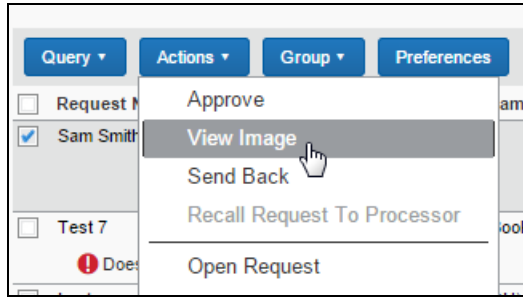 Query Actions Group Preferences
Request
Sam Smith
Approve
View Image
Send Back
Recall Request To Processor
Test 7
Open Request